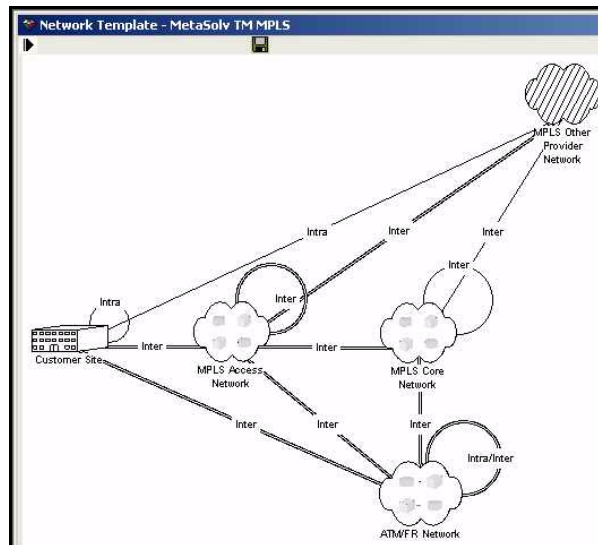 Network Template - MetaSolv TM MPLS
MPLS Other
Provider
Network
Intra
Inter
Inter
Inter
Inter
Intra
Customer Site
Inter
MPLS Access
Network
Inter
MPLS Core
Network
Inter
Inter
Inter
Intra/Inter
ATM/FR Network